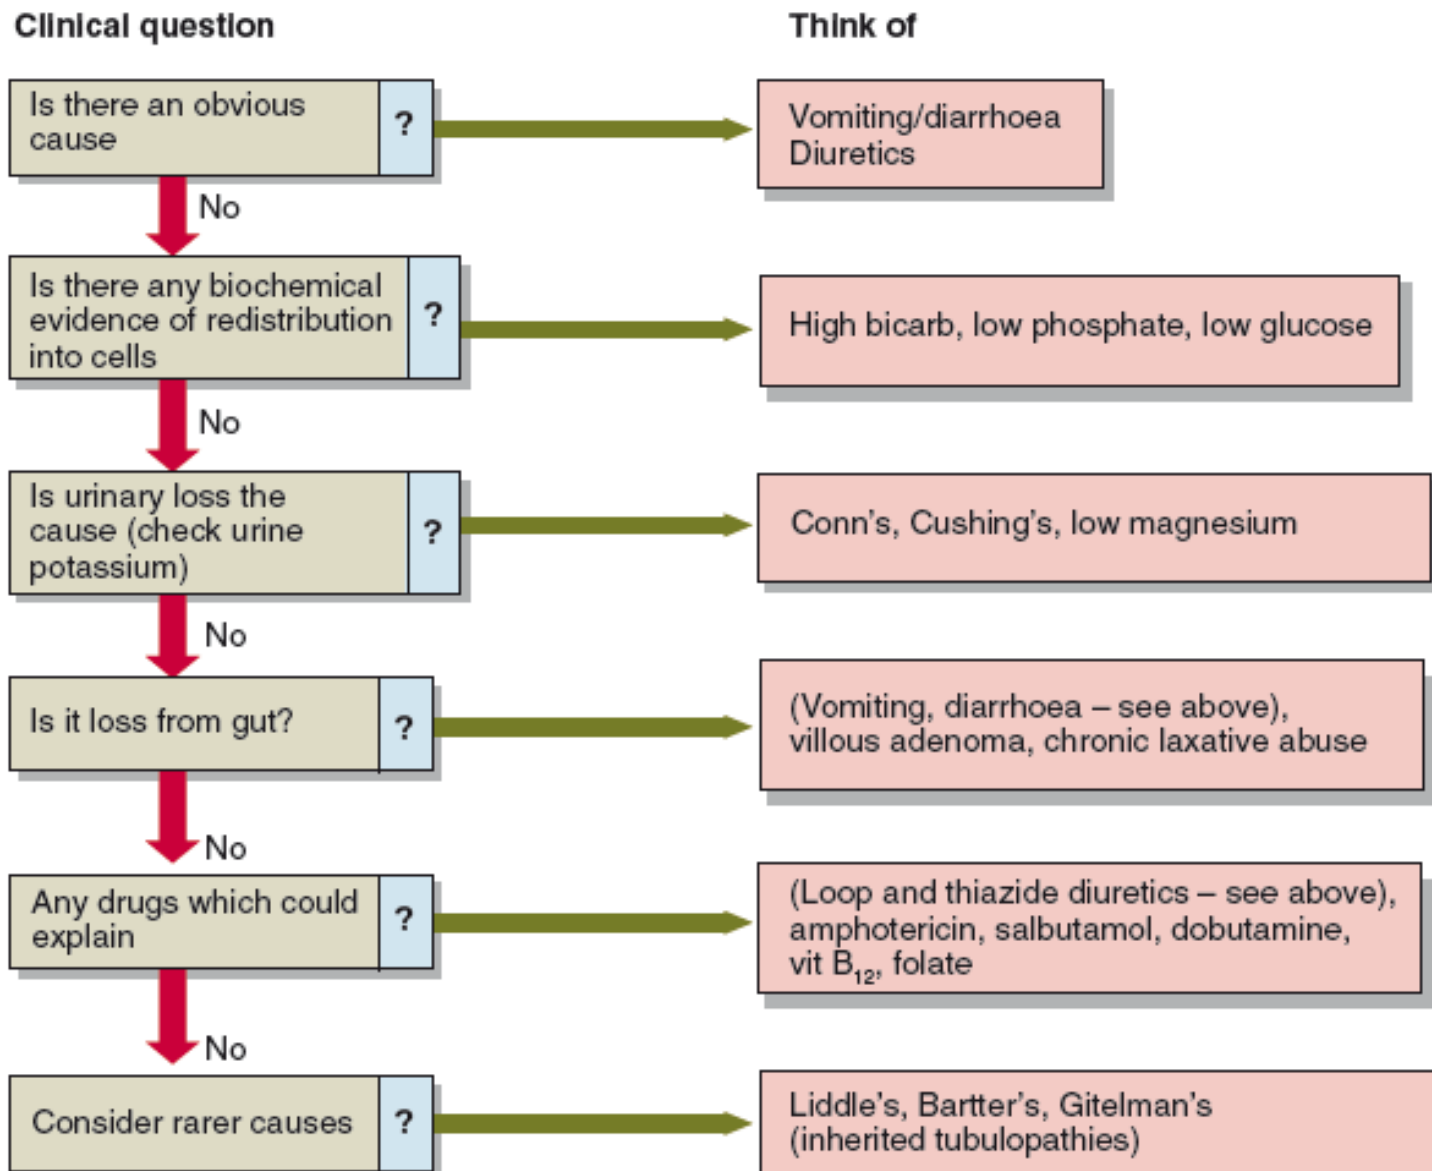 Clinical question
Think of
Is there an obvious
cause
?
Vomiting/diarrhoea
Diuretics
No
Is there any biochemical
evidence of redistribution
into cells
?
High bicarb, low phosphate, low glucose
No
Is urinary loss the
cause (check urine
potassium)
?
Conn's, Cushing's, low magnesium
No
Is it loss from gut?
?
(Vomiting, diarrhoea – see above),
villous adenoma, chronic laxative abuse
No
Any drugs which could
explain
?
(Loop and thiazide diuretics – see above),
amphotericin, salbutamol, dobutamine,
vit B₁₂, folate
No
Consider rarer causes
?
Liddle's, Bartter's, Gitelman's
(inherited tubulopathies)